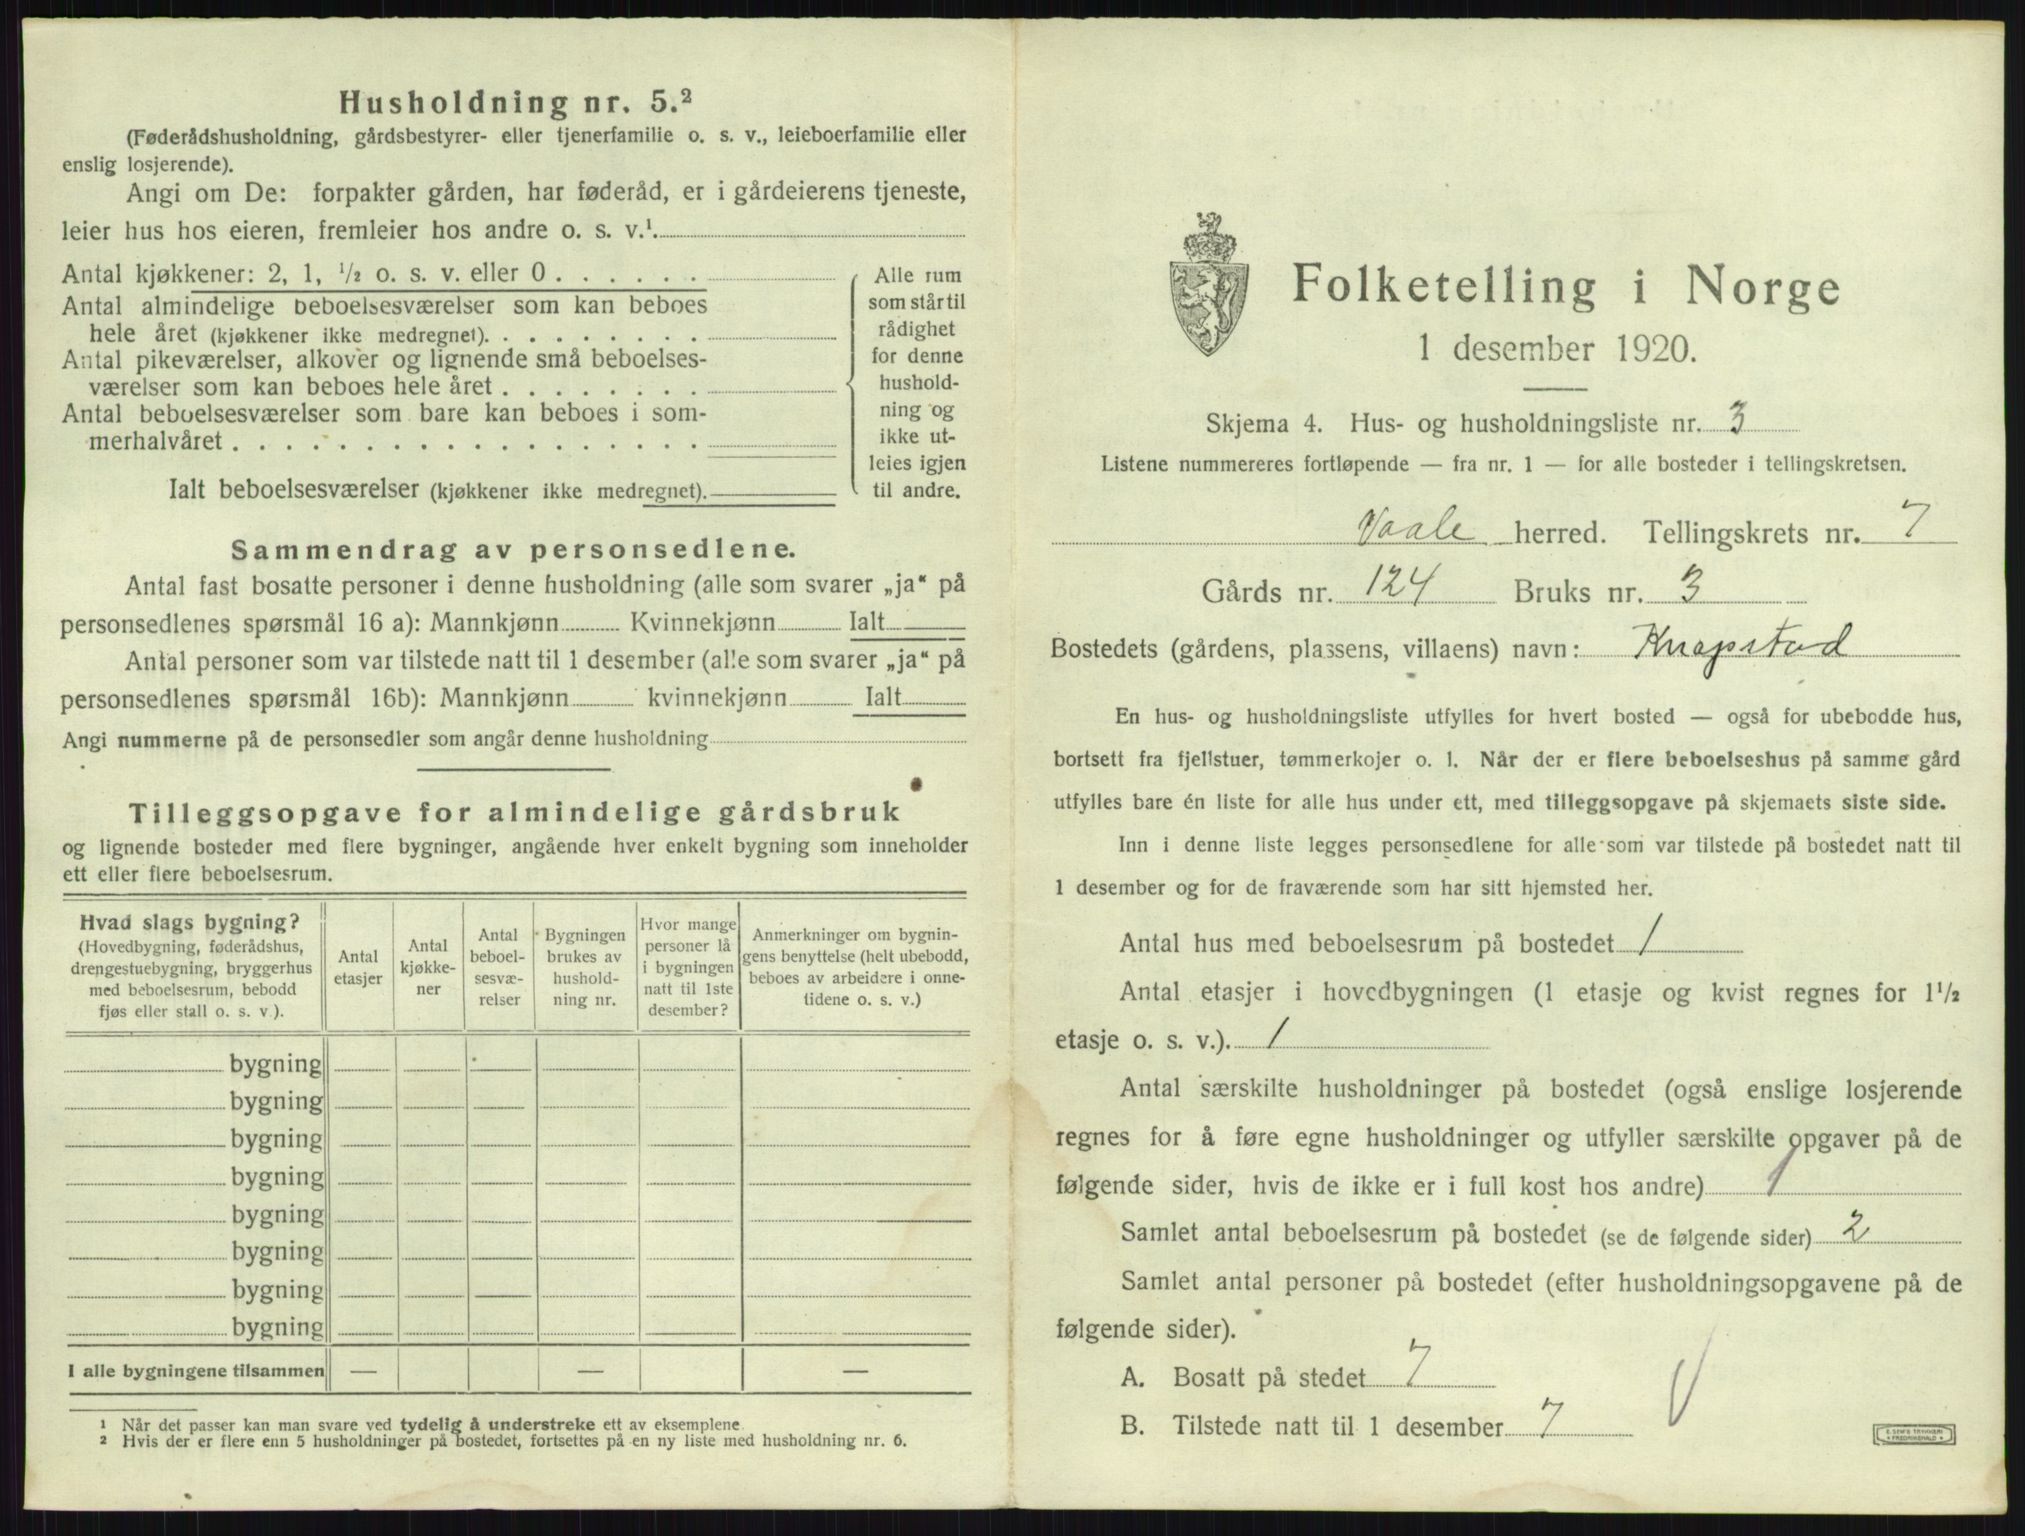 Husholdning nr. 5.²
(Føderådshusholdning, gårdsbestyrer- eller tjenerfamilie o. s. v., leieboerfamilie eller
enslig losjerende).
Angi om De: forpakter gården, har føderåd, er i gårdeierens tjeneste,
leier hus hos eieren, fremleier hos andre o. s. v.¹.
Antal kjøkkener: 2, 1, ½ o. s. v. eller 0 . . . . . .
Antal almindelige beboelsesværelser som kan beboes
hele året (kjøkkener ikke medregnet). . . . . . . . .
Antal pikeværelser, alkover og lignende små beboelses-
værelser som kan beboes hele året . . . . . . . .
Antal beboelsesværelser som bare kan beboes i som-
merhalvåret . . . . . . . . . . . . . . . . . .
Ialt beboelsesværelser (kjøkkener ikke medregnet).
Alle rum
som står til
rådighet
for denne
hushold-
ning og
ikke ut-
leies igjen
til andre.
Sammendrag av personsedlene.
Antal fast bosatte personer i denne husholdning (alle som svarer „ja“ på
personsedlenes spørsmål 16 a): Mannkjønn Kvinnekjønn Ialt
Antal personer som var tilstede natt til 1 desember (alle som svarer „ja“ på
personsedlenes spørsmål 16b): Mannkjønn kvinnekjønn Ialt
Angi nummerne på de personsedler som angår denne husholdning
Tilleggsopgave for almindelige gårdsbruk
og lignende bosteder med flere bygninger, angående hver enkelt bygning som inneholder
ett eller flere beboelsesrum.
Hvad slags bygning?
(Hovedbygning, føderådshus,
drengestuebygning, bryggerhus
med beboelsesrum, bebodd
fjøs eller stall o. s. v.).
Antal
etasjer
Antal
kjøkke-
ner
Antal
beboel-
sesvæ-
relser
Bygningen
brukes av
hushold-
ning nr.
Hvor mange
personer lå
i bygningen
natt til 1ste
desember?
Anmerkninger om bygnin-
gens benyttelse (helt ubebodd,
beboes av arbeidere i onne-
tidene o. s. v.)
bygning
bygning
bygning
bygning
bygning
bygning
bygning
bygning
I alle bygningene tilsammen — — —
¹ Når det passer kan man svare ved tydelig å understreke ett av eksemplene.
² Hvis der er flere enn 5 husholdninger på bostedet, fortsettes på en ny liste med husholdning nr. 6.
Folketelling i Norge
1 desember 1920.
Skjema 4. Hus- og husholdningsliste nr. 3
Listene nummereres fortløpende — fra nr. 1 — for alle bosteder i tellingskretsen.
Vaale herred. Tellingskrets nr. 7
Gårds nr. 124 Bruks nr. 3
Bostedets (gårdens, plassens, villaens) navn: Knapstad
En hus- og husholdningsliste utfylles for hvert bosted — også for ubebodde hus,
bortsett fra fjellstuer, tømmerkojer o. l. Når der er flere beboelseshus på samme gård
utfylles bare én liste for alle hus under ett, med tilleggsopgave på skjemaets siste side.
Inn i denne liste legges personsedlene for alle som var tilstede på bostedet natt til
1 desember og for de fraværende som har sitt hjemsted her.
Antal hus med beboelsesrum på bostedet 1
Antal etasjer i hovedbygningen (1 etasje og kvist regnes for 1½
etasje o. s. v.). 1
Antal særskilte husholdninger på bostedet (også enslige losjerende
regnes for å føre egne husholdninger og utfyller særskilte opgaver på de
følgende sider, hvis de ikke er i full kost hos andre) 1
Samlet antal beboelsesrum på bostedet (se de følgende sider) 2
Samlet antal personer på bostedet (efter husholdningsopgavene på de
følgende sider).
A. Bosatt på stedet 7
B. Tilstede natt til 1 desember 7